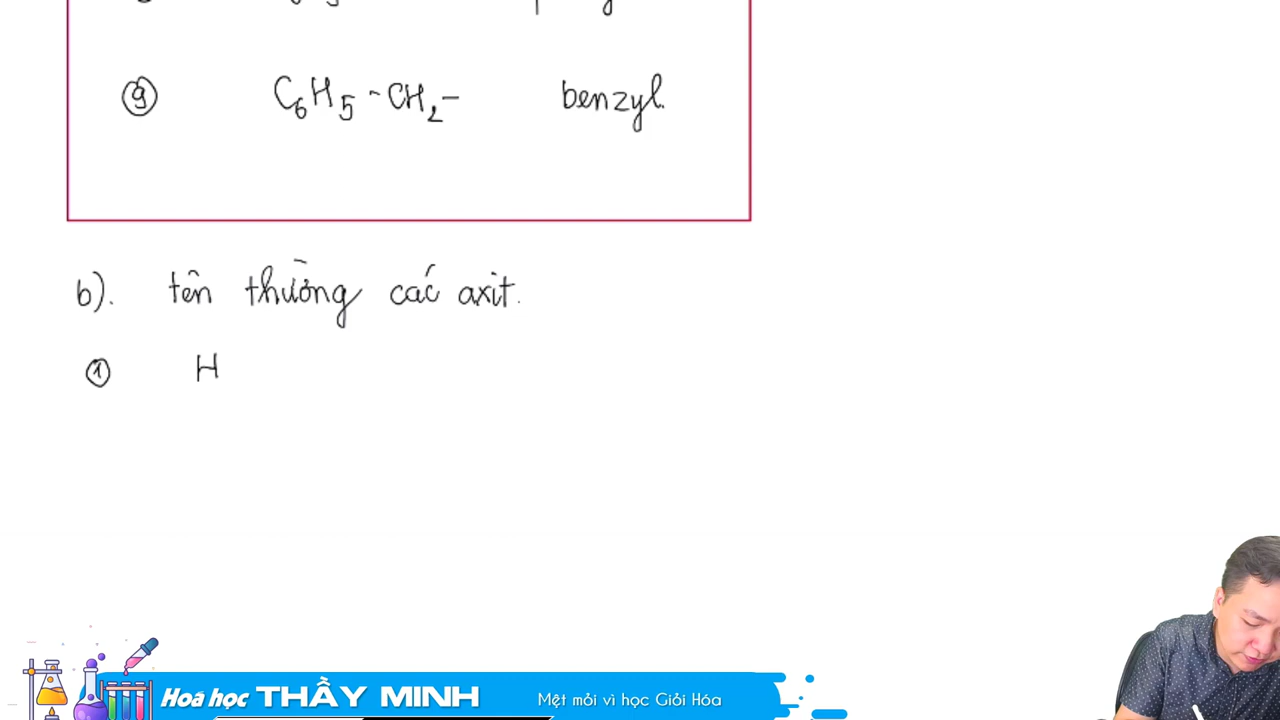 ⑨ C₆H₅-CH₂- benzyl.
b). tên thường các axit.
① H
Hoá học THẦY MINH
Mệt mỏi vì học Giỏi Hóa